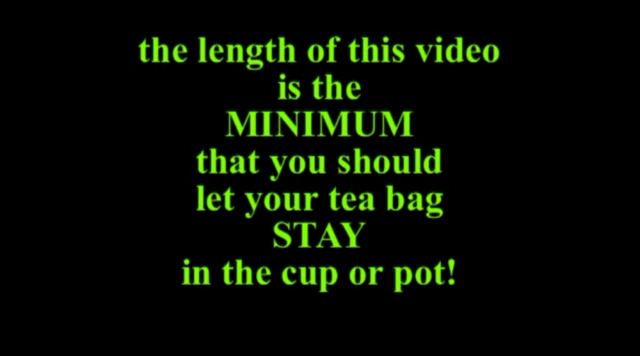 the length of this video
is the
MINIMUM
that you should
let your tea bag
STAY
in the cup or pot!